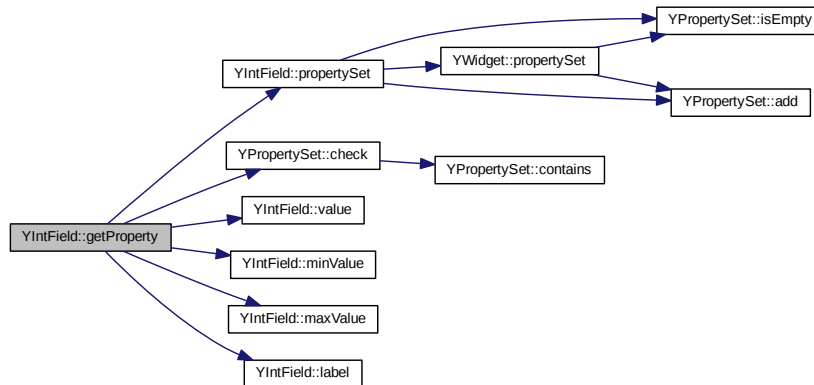 YPropertySet::isEmpty
YIntField::propertySet
YWidget::propertySet
YPropertySet::add
YPropertySet::check
YPropertySet::contains
YIntField::value
YIntField::getProperty
YIntField::minValue
YIntField::maxValue
YIntField::label